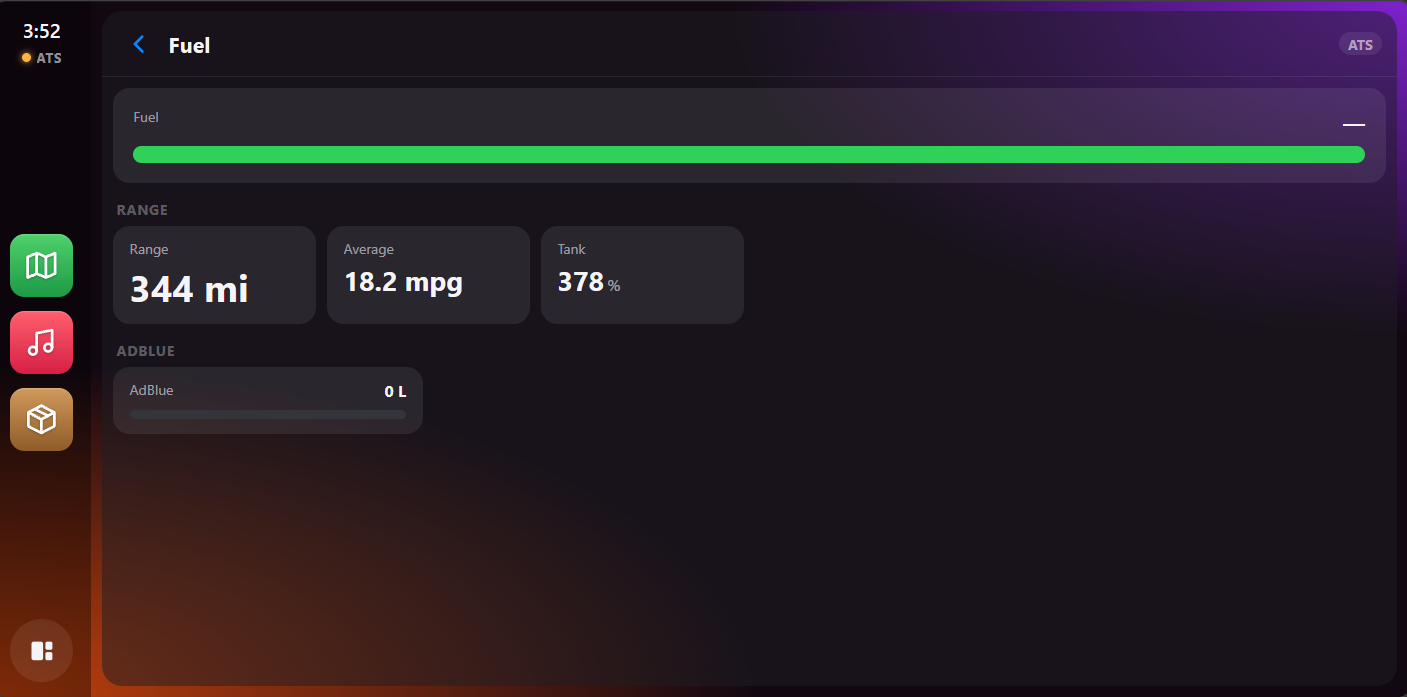 3:52
ATS
Fuel
ATS
Fuel
—
RANGE
Range
344 mi
Average
18.2 mpg
Tank
378 %
ADBLUE
AdBlue
0 L